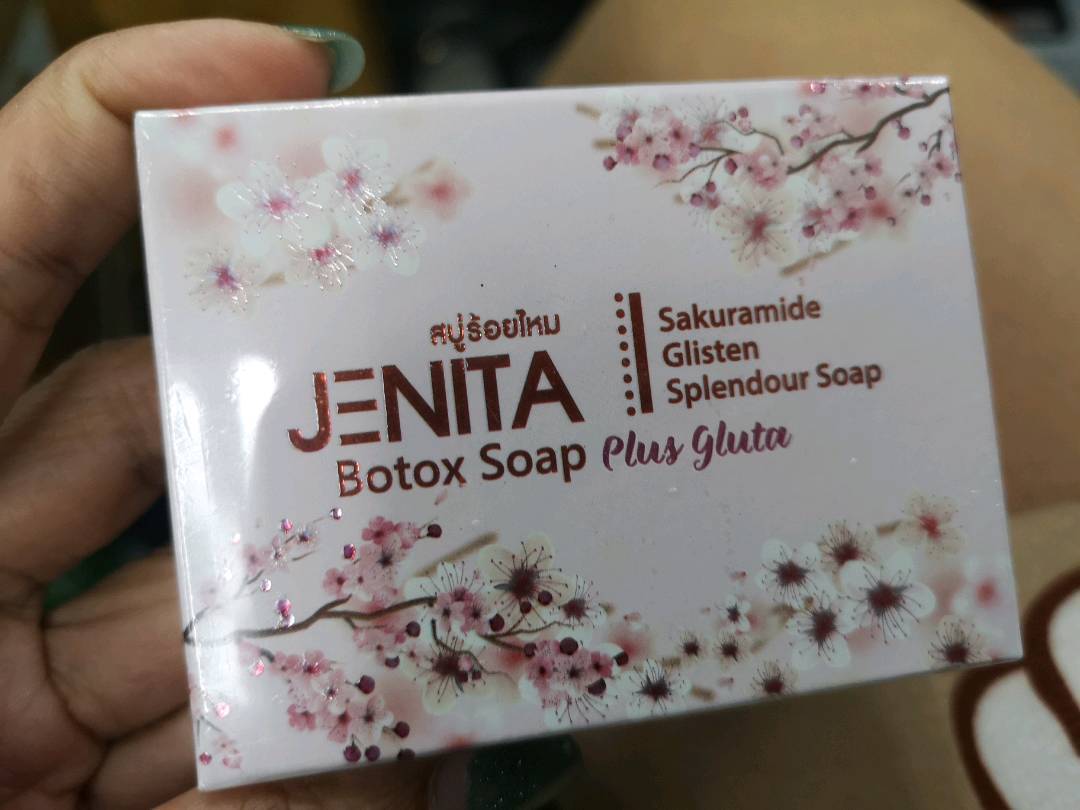 สบู่ร้อยไหม
JENITA
Botox Soap Plus Gluta
Sakuramide
Glisten
Splendour Soap